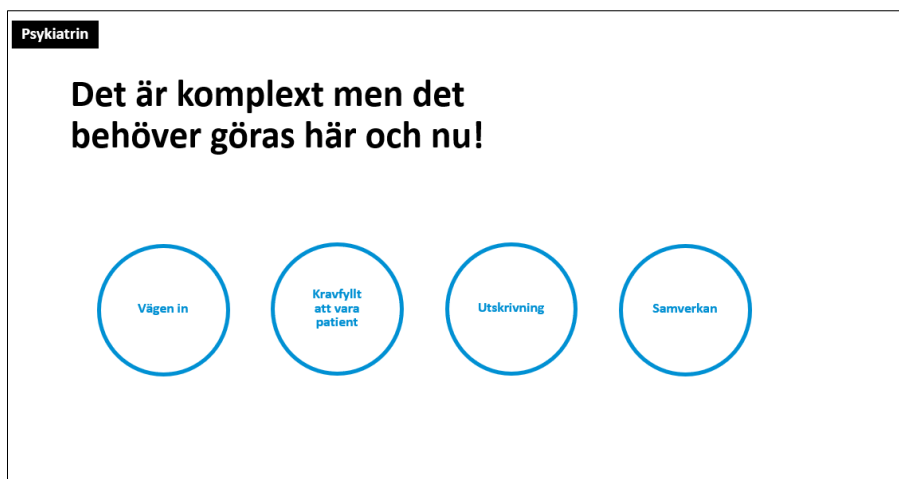 Psykiatrin
Det är komplext men det
behöver göras här och nu!
Vägen in
Kravfyllt
att vara
patient
Utskrivning
Samverkan